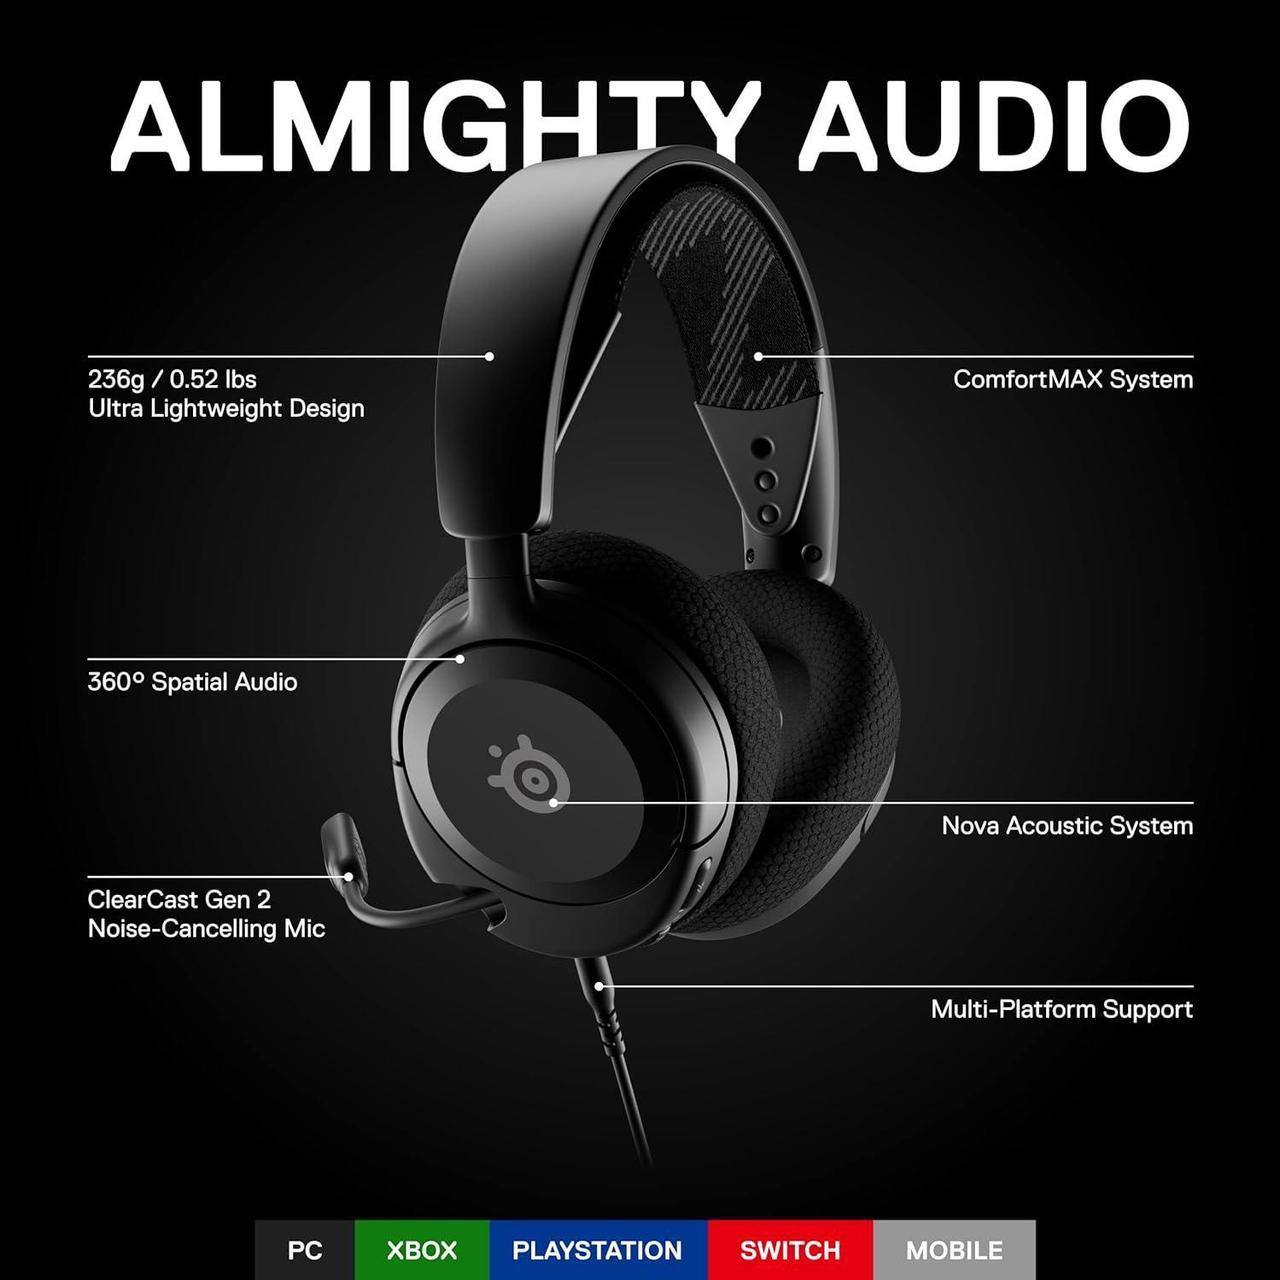 ALMIGHTY AUDIO
236g / 0.52 lbs
Ultra Lightweight Design
ComfortMAX System
360° Spatial Audio
Nova Acoustic System
ClearCast Gen 2
Noise-Cancelling Mic
Multi-Platform Support
PC XBOX PLAYSTATION SWITCH MOBILE